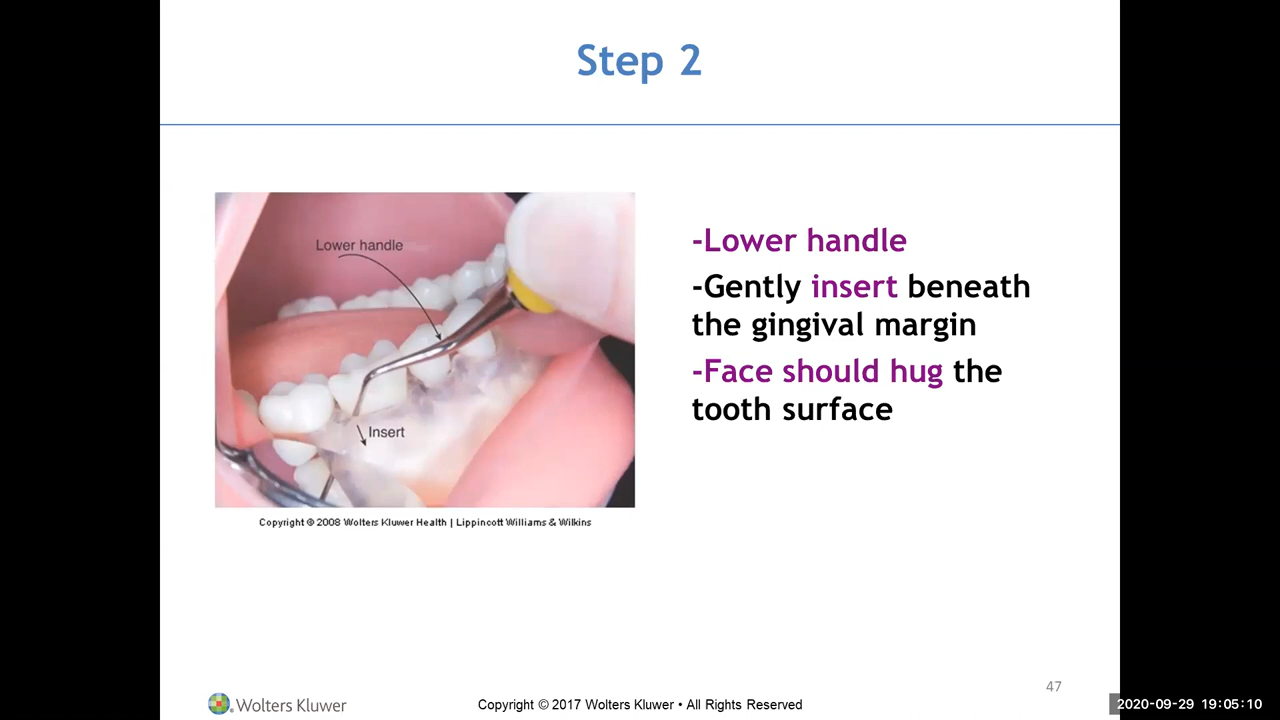 Step 2
Lower handle
Insert
Copyright © 2008 Wolters Kluwer Health | Lippincott Williams & Wilkins
-Lower handle
-Gently insert beneath
the gingival margin
-Face should hug the
tooth surface
47
Wolters Kluwer
Copyright © 2017 Wolters Kluwer • All Rights Reserved
2020-09-29 19:05:10